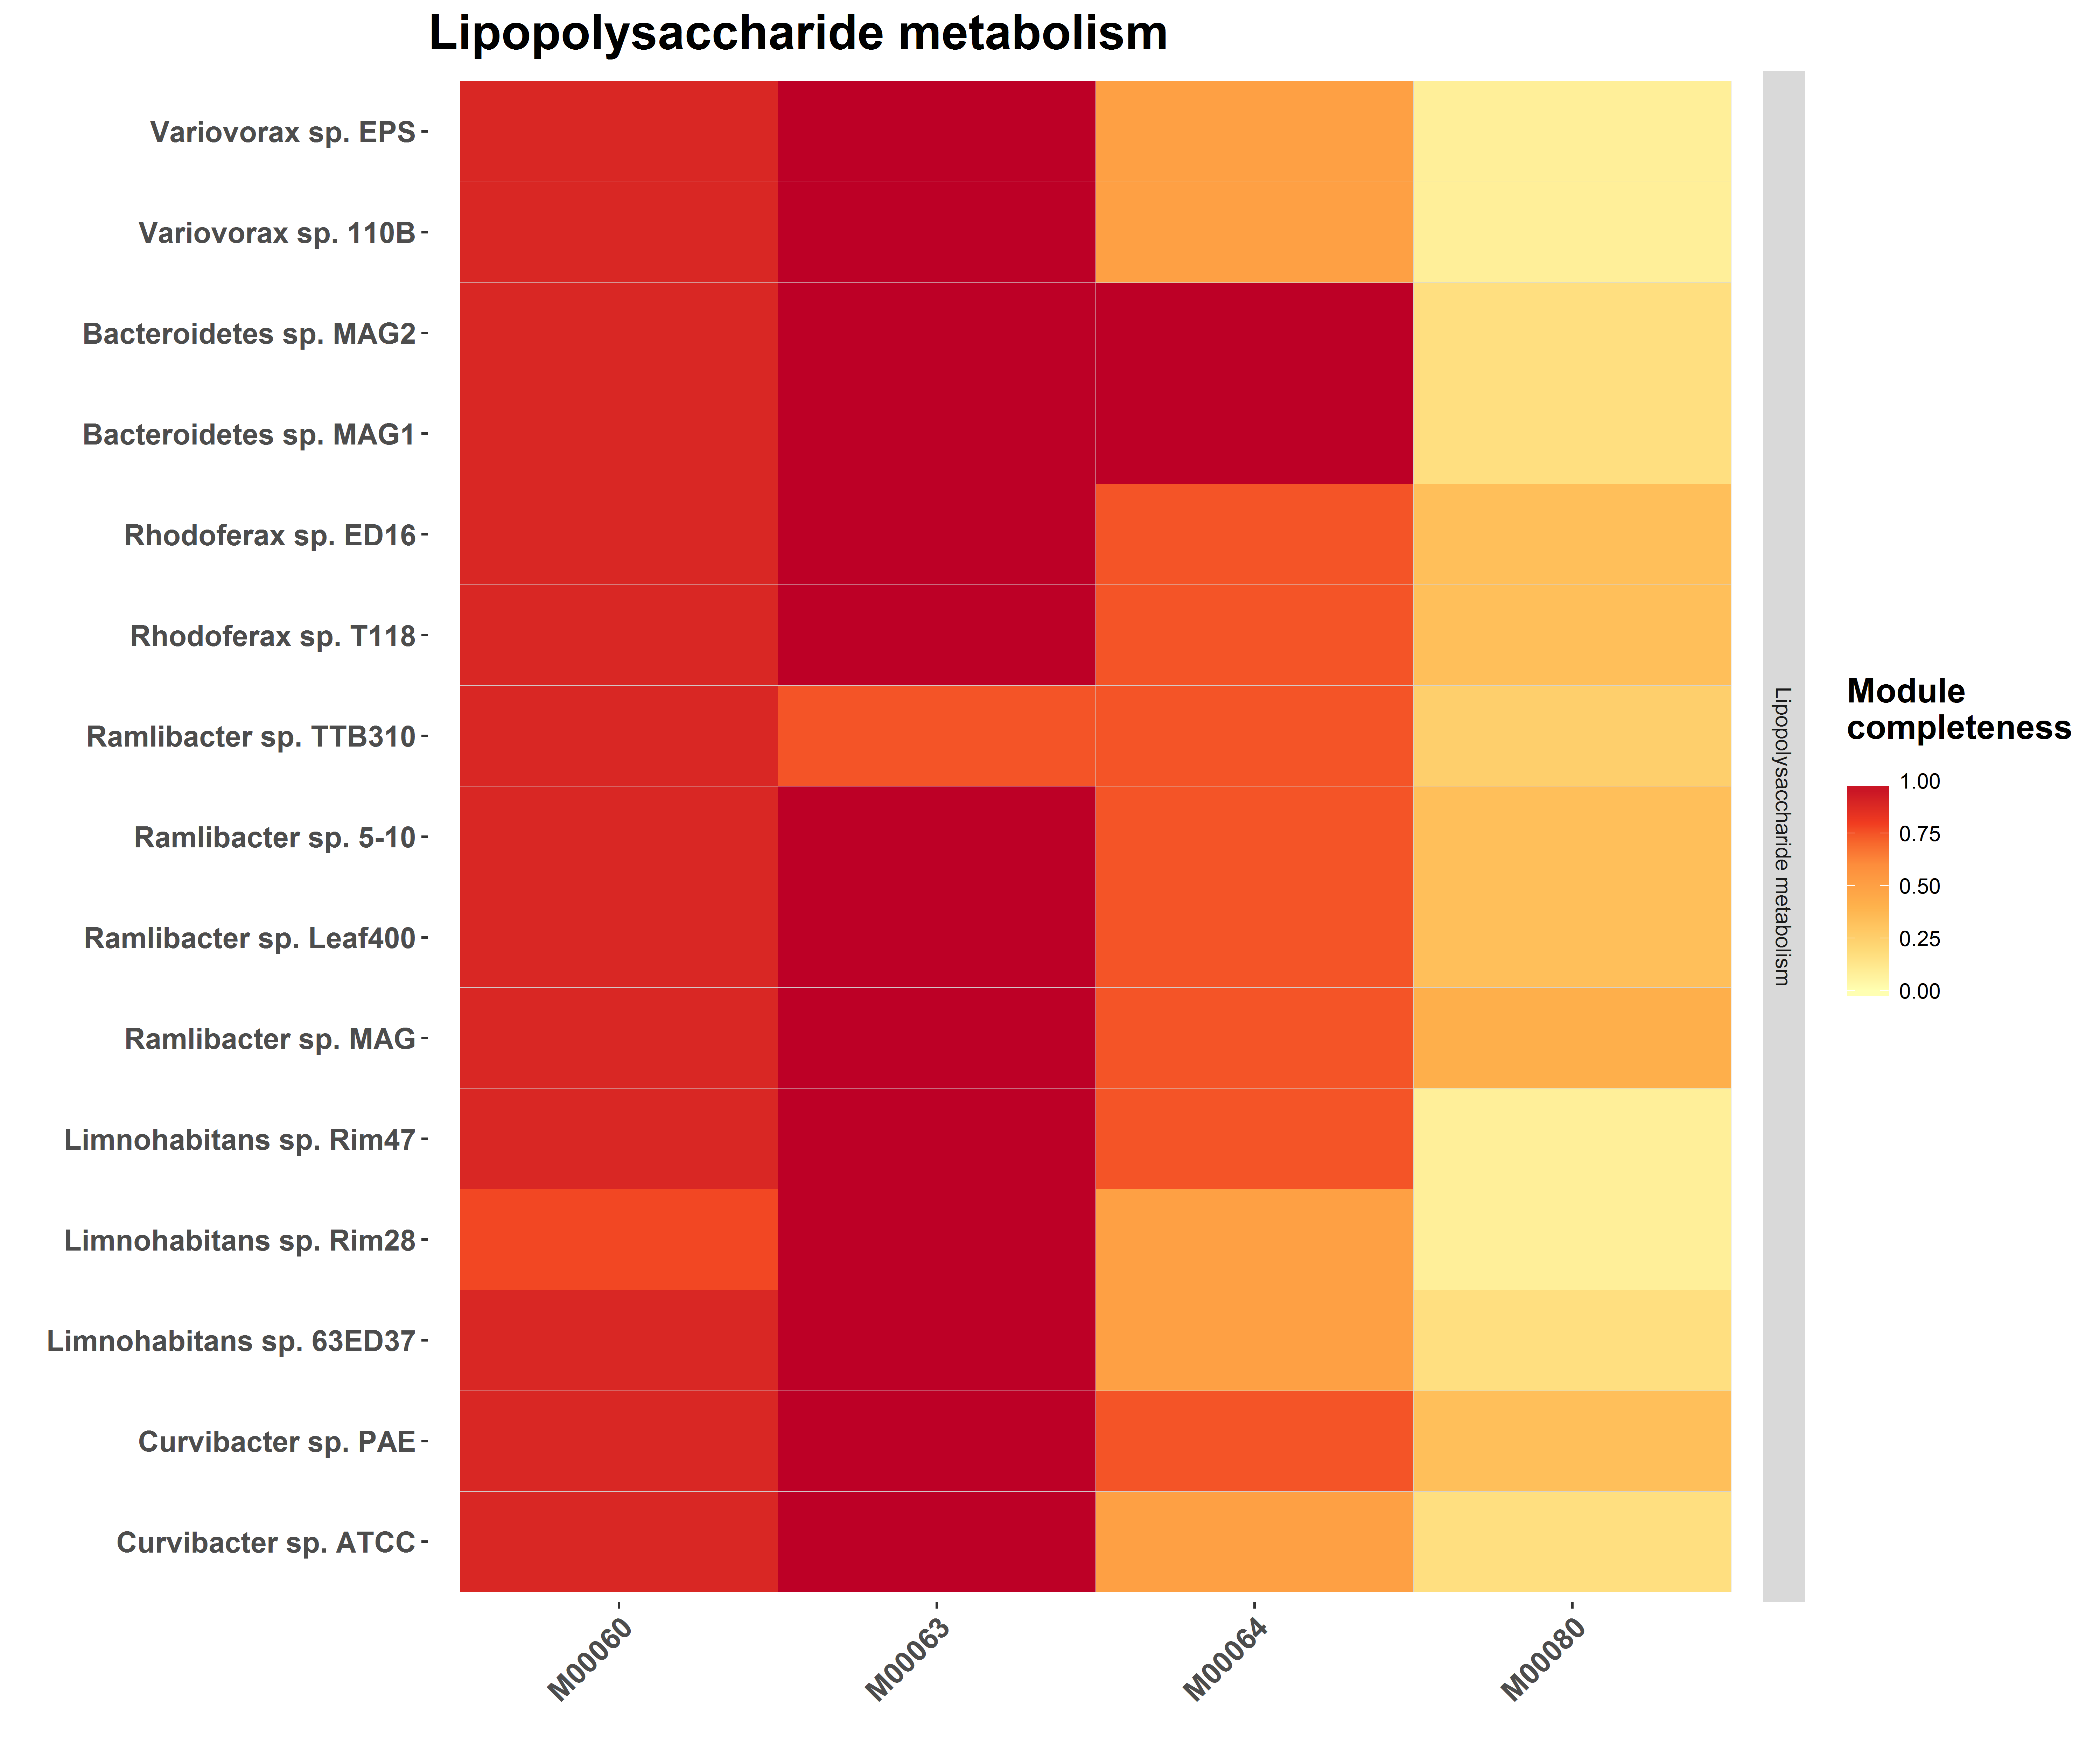 Lipopolysaccharide metabolism
Variovorax sp. EPS
Variovorax sp. 110B
Bacteroidetes sp. MAG2
Bacteroidetes sp. MAG1
Rhodoferax sp. ED16
Rhodoferax sp. T118
Ramlibacter sp. TTB310
Ramlibacter sp. 5-10
Ramlibacter sp. Leaf400
Ramlibacter sp. MAG
Limnohabitans sp. Rim47
Limnohabitans sp. Rim28
Limnohabitans sp. 63ED37
Curvibacter sp. PAE
Curvibacter sp. ATCC
M00060
M00063
M00064
M00080
Lipopolysaccharide metabolism
Module
completeness
1.00
0.75
0.50
0.25
0.00